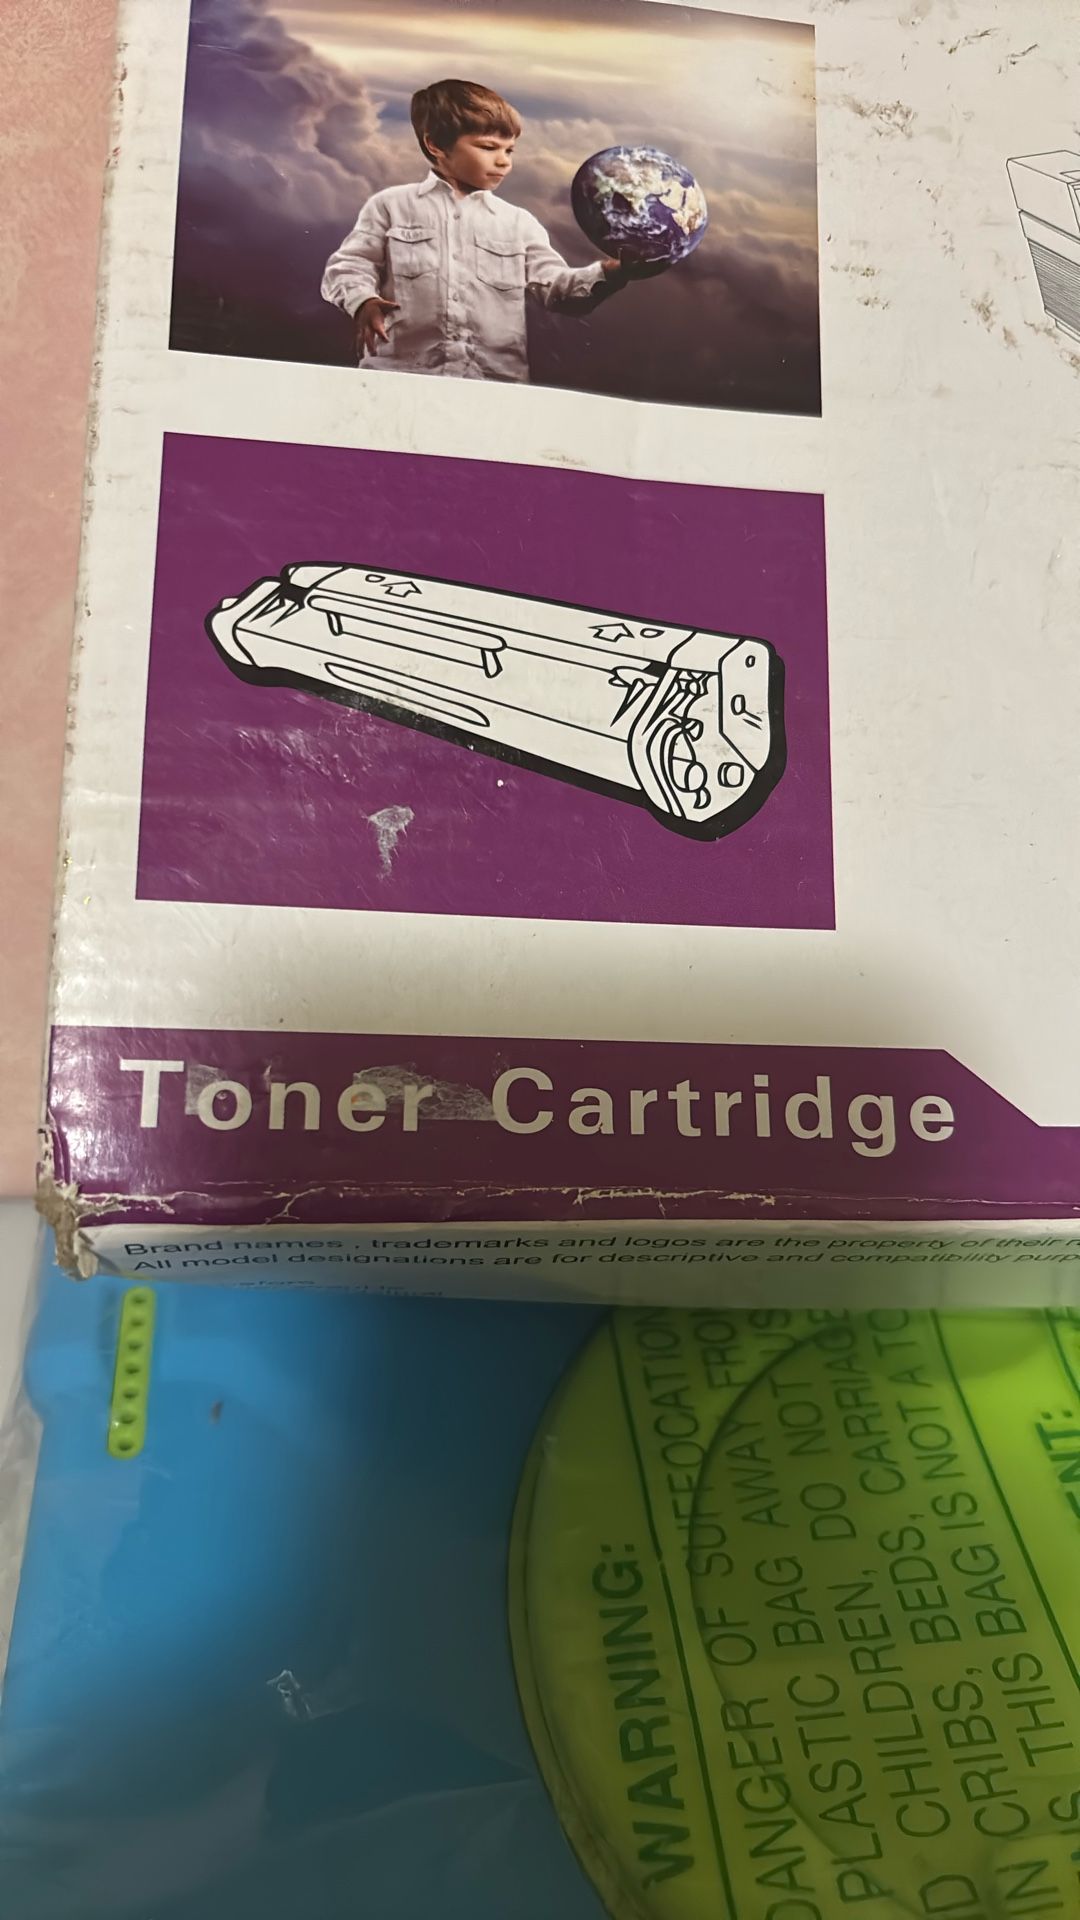 Toner Cartridge
Brand names , trademarks and logos are the property of their
All model designations are for descriptive and compatibility
WARNING:
DANGER OF SUFFOCATION
PLASTIC BAG AWAY FROM
CHILDREN, DO NOT
CRIBS, BEDS, CARRIAGE
THIS BAG IS NOT A